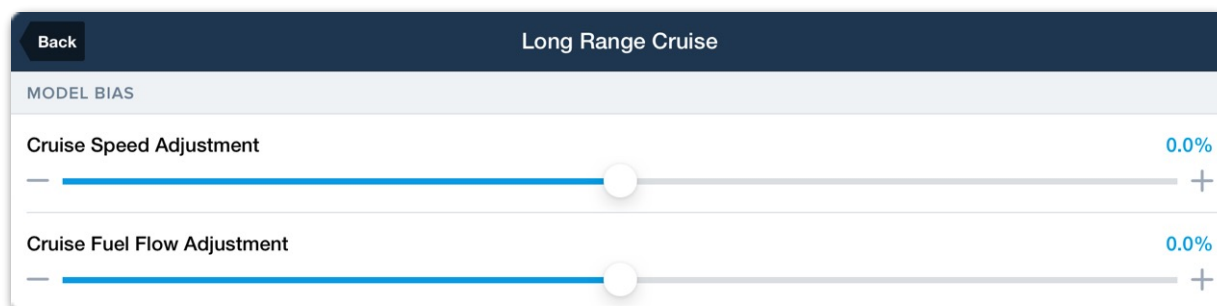 Back
Long Range Cruise
MODEL BIAS
Cruise Speed Adjustment 0.0%
Cruise Fuel Flow Adjustment 0.0%